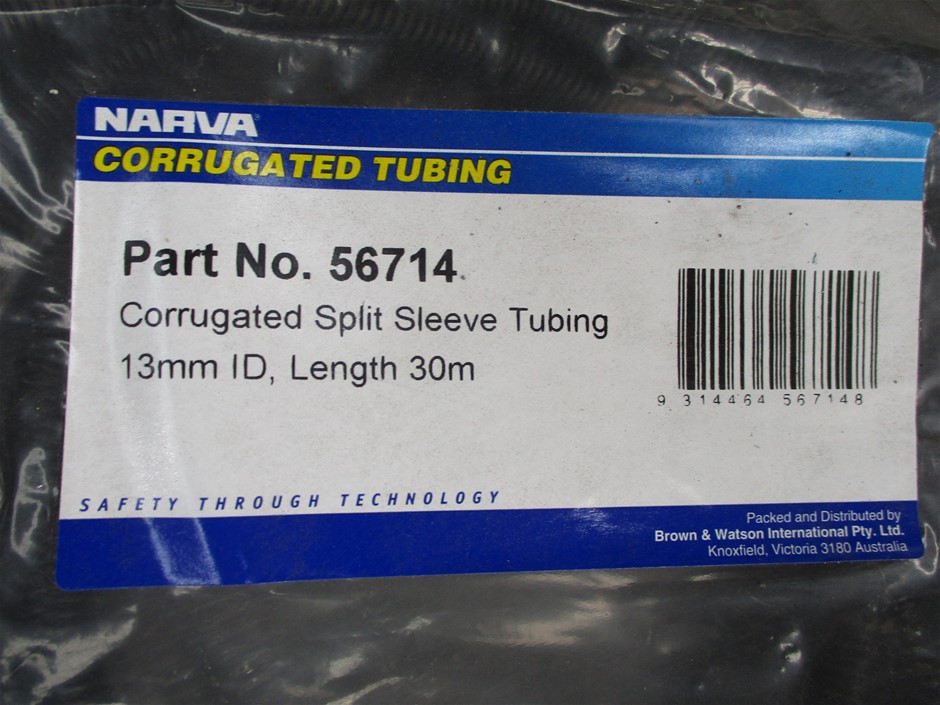 NARVA
CORRUGATED TUBING
Part No. 56714
Corrugated Split Sleeve Tubing
13mm ID, Length 30m
9 314464 567148
SAFETY THROUGH TECHNOLOGY
Packed and Distributed by
Brown & Watson International Pty. Ltd.
Knoxfield, Victoria 3180 Australia